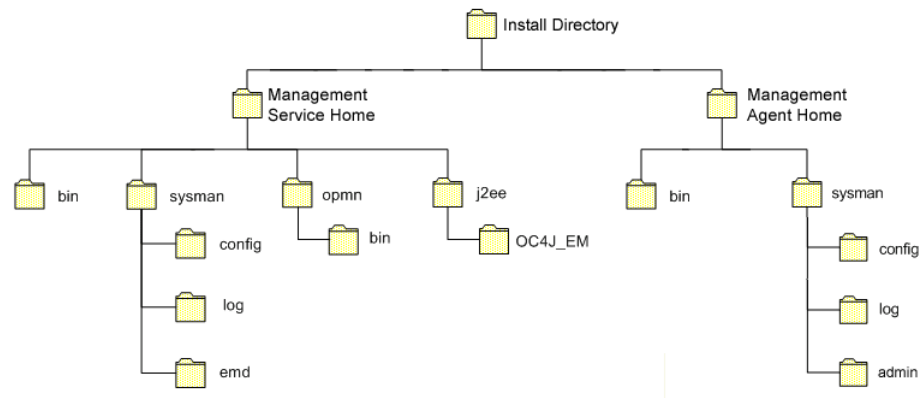 Install Directory
Management
Service Home
Management
Agent Home
bin
sysman
opmn
j2ee
bin
sysman
config
bin
OC4J_EM
config
log
log
emd
admin